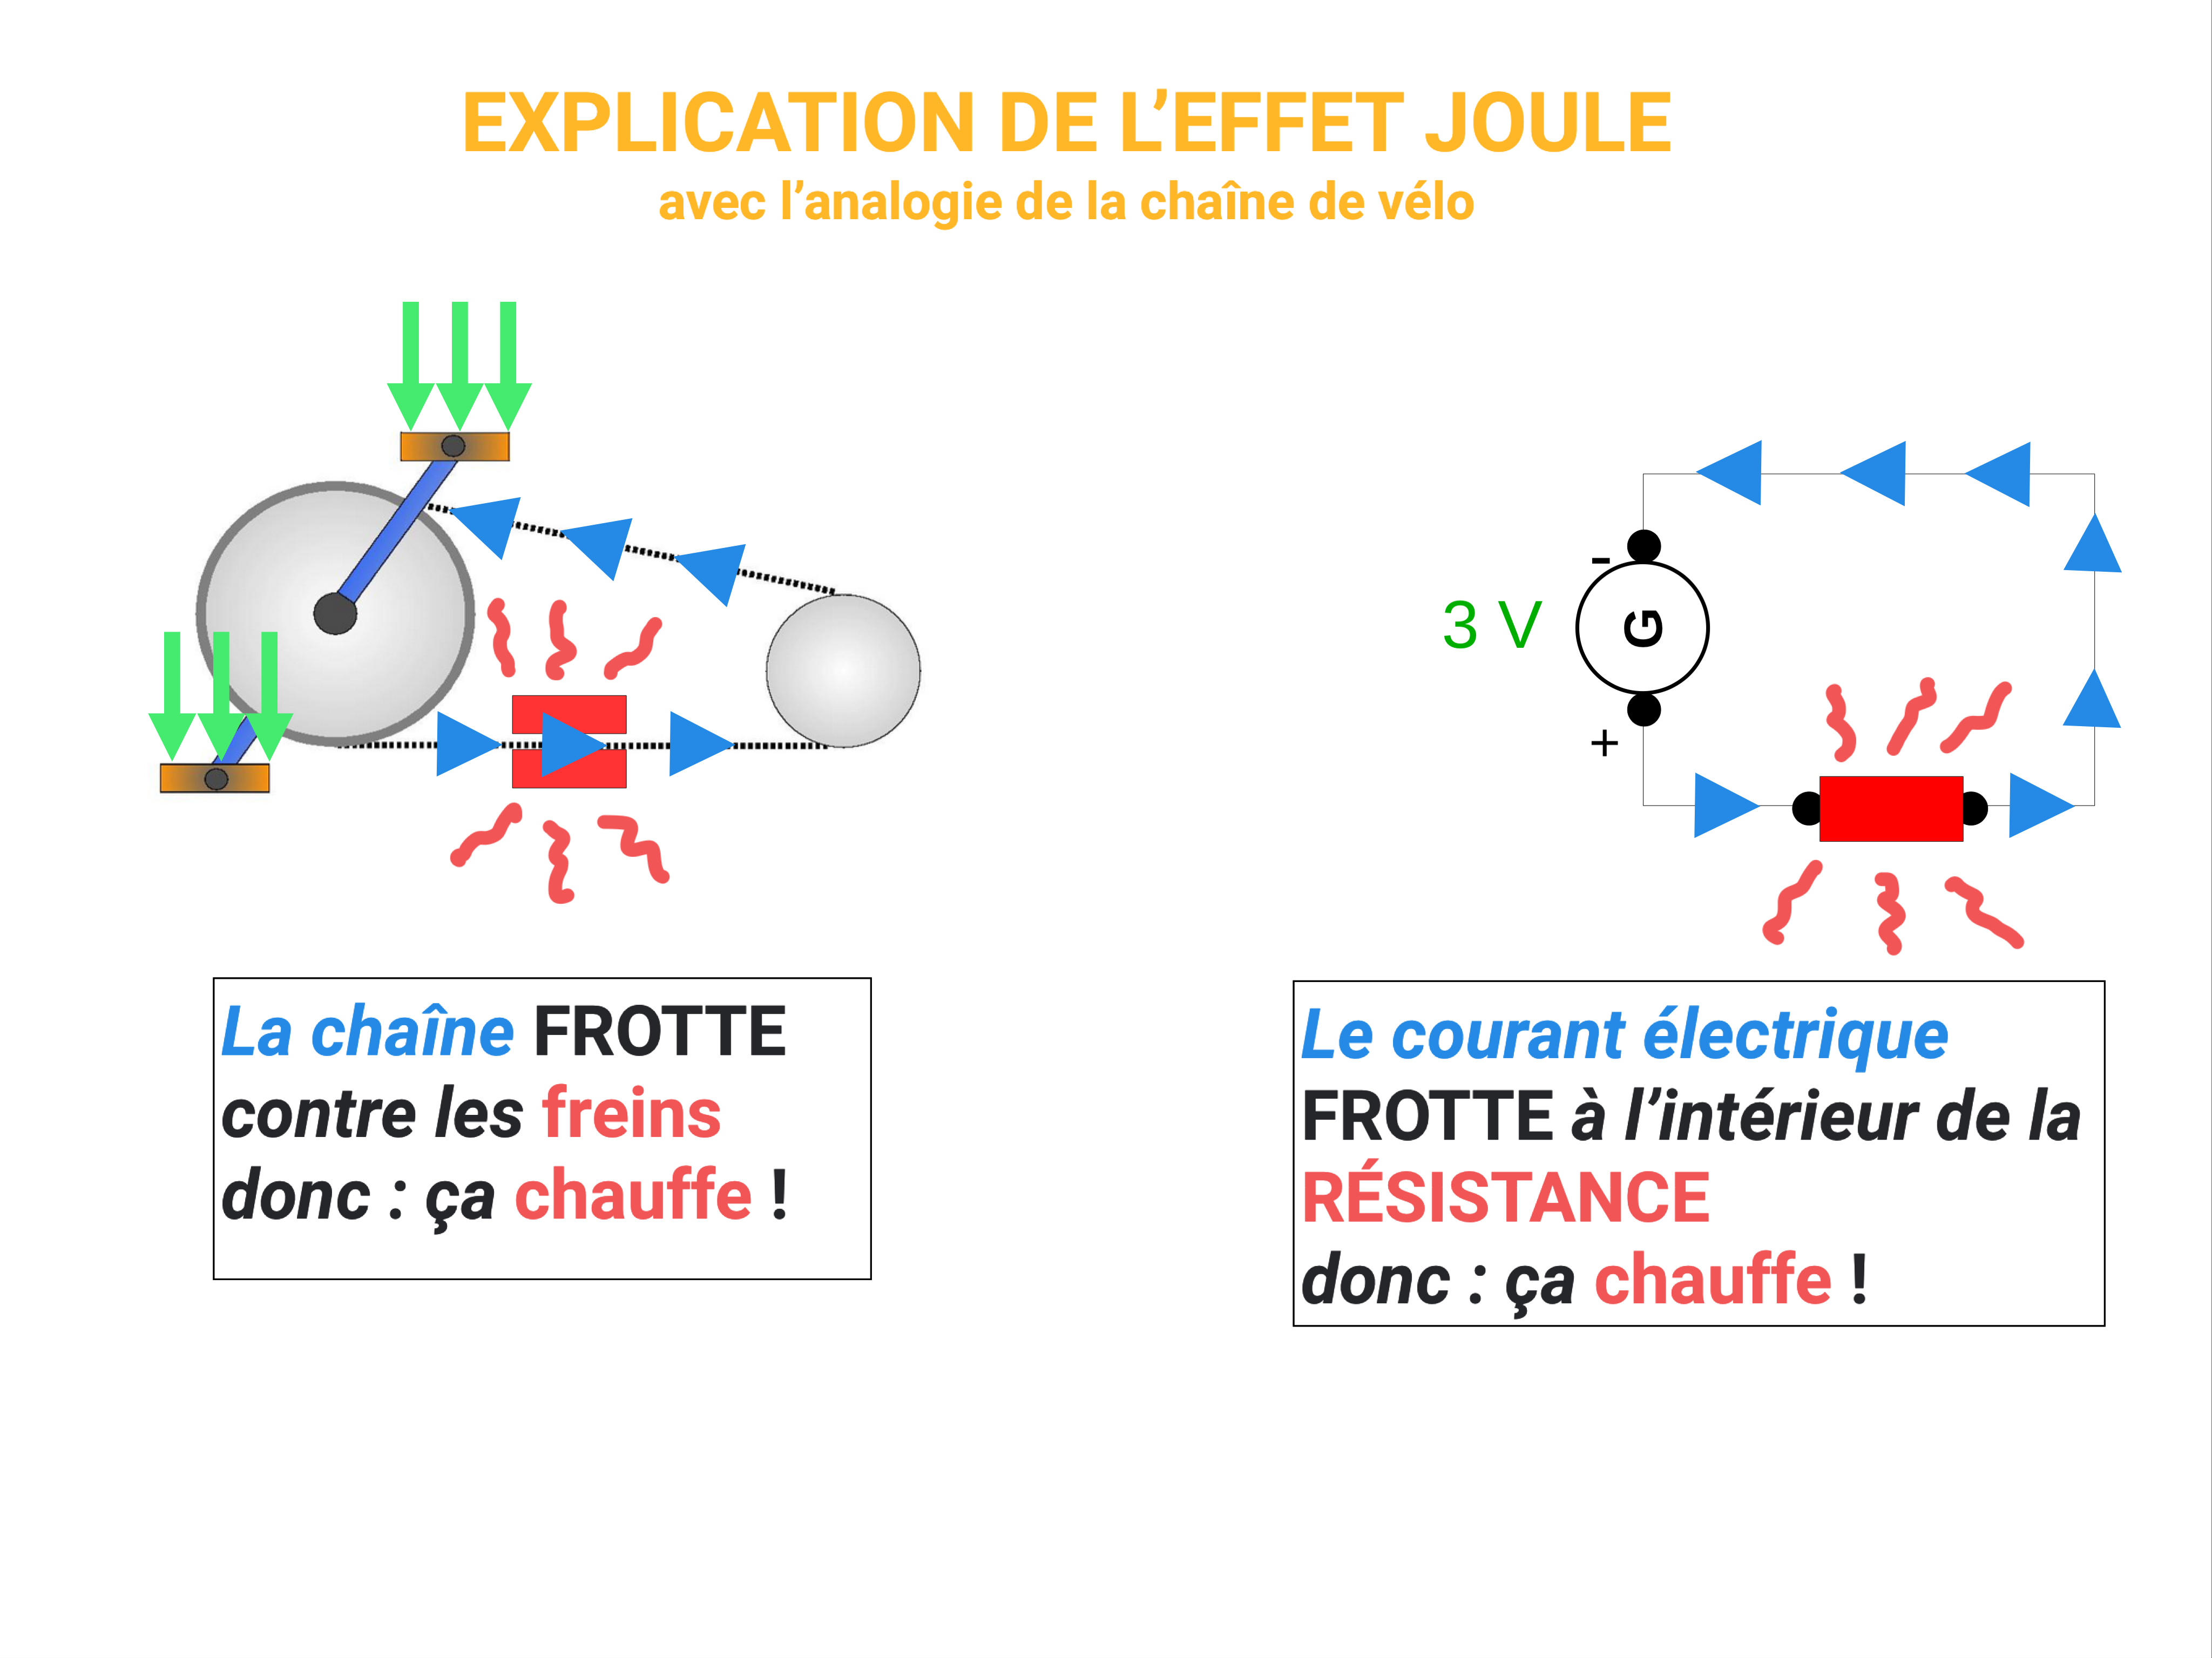 EXPLICATION DE L’EFFET JOULE
avec l’analogie de la chaîne de vélo
La chaîne FROTTE
contre les freins
donc : ça chauffe !
-
3 V
G
+
Le courant électrique
FROTTE à l’intérieur de la
RÉSISTANCE
donc : ça chauffe !